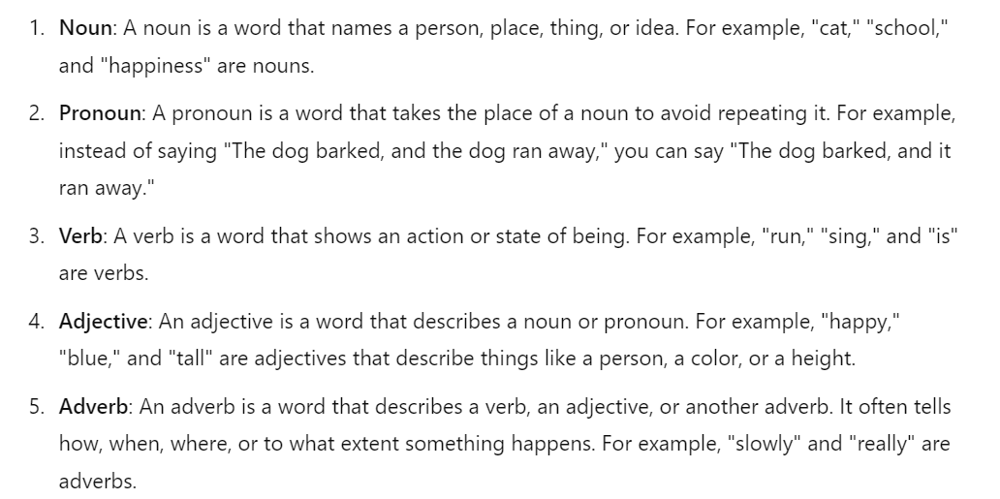 1. Noun: A noun is a word that names a person, place, thing, or idea. For example, "cat," "school,"
and "happiness" are nouns.
2. Pronoun: A pronoun is a word that takes the place of a noun to avoid repeating it. For example,
instead of saying "The dog barked, and the dog ran away," you can say "The dog barked, and it
ran away."
3. Verb: A verb is a word that shows an action or state of being. For example, "run," "sing," and "is"
are verbs.
4. Adjective: An adjective is a word that describes a noun or pronoun. For example, "happy,"
"blue," and "tall" are adjectives that describe things like a person, a color, or a height.
5. Adverb: An adverb is a word that describes a verb, an adjective, or another adverb. It often tells
how, when, where, or to what extent something happens. For example, "slowly" and "really" are
adverbs.